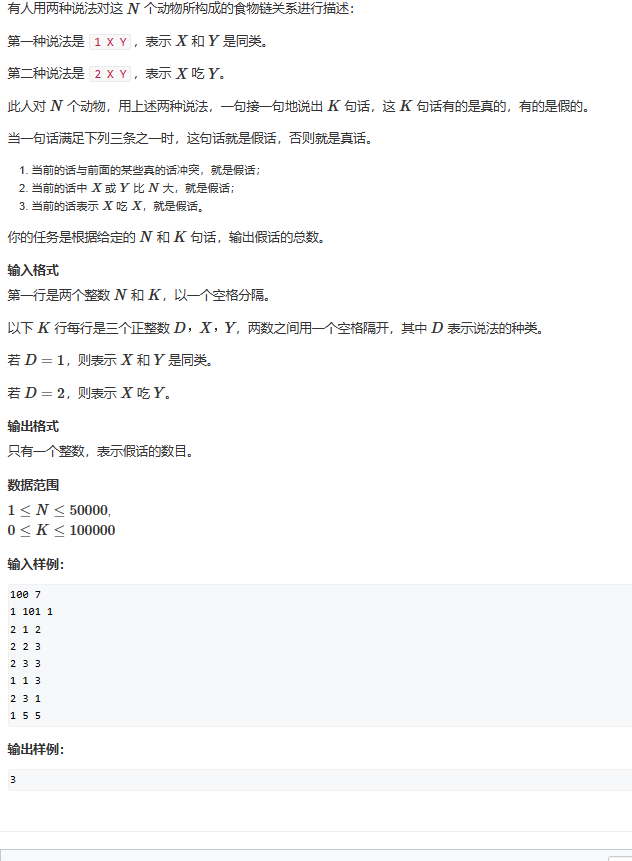 有人用两种说法对这 N 个动物所构成的食物链关系进行描述：
第一种说法是 1 X Y，表示 X 和 Y 是同类。
第二种说法是 2 X Y，表示 X 吃 Y。
此人对 N 个动物，用上述两种说法，一句接一句地说出 K 句话，这 K 句话有的是真的，有的是假的。
当一句话满足下列三条之一时，这句话就是假话，否则就是真话。
1. 当前的话与前面的某些真的话冲突，就是假话；
2. 当前的话中 X 或 Y 比 N 大，就是假话；
3. 当前的话表示 X 吃 X，就是假话。
你的任务是根据给定的 N 和 K 句话，输出假话的总数。
输入格式
第一行是两个整数 N 和 K，以一个空格分隔。
以下 K 行每行是三个正整数 D，X，Y，两数之间用一个空格隔开，其中 D 表示说法的种类。
若 D = 1，则表示 X 和 Y 是同类。
若 D = 2，则表示 X 吃 Y。
输出格式
只有一个整数，表示假话的数目。
数据范围
1 ≤ N ≤ 50000,
0 ≤ K ≤ 100000
输入样例：
100 7
1 101 1
2 1 2
2 2 3
2 3 3
1 1 3
2 3 1
1 5 5
输出样例：
3